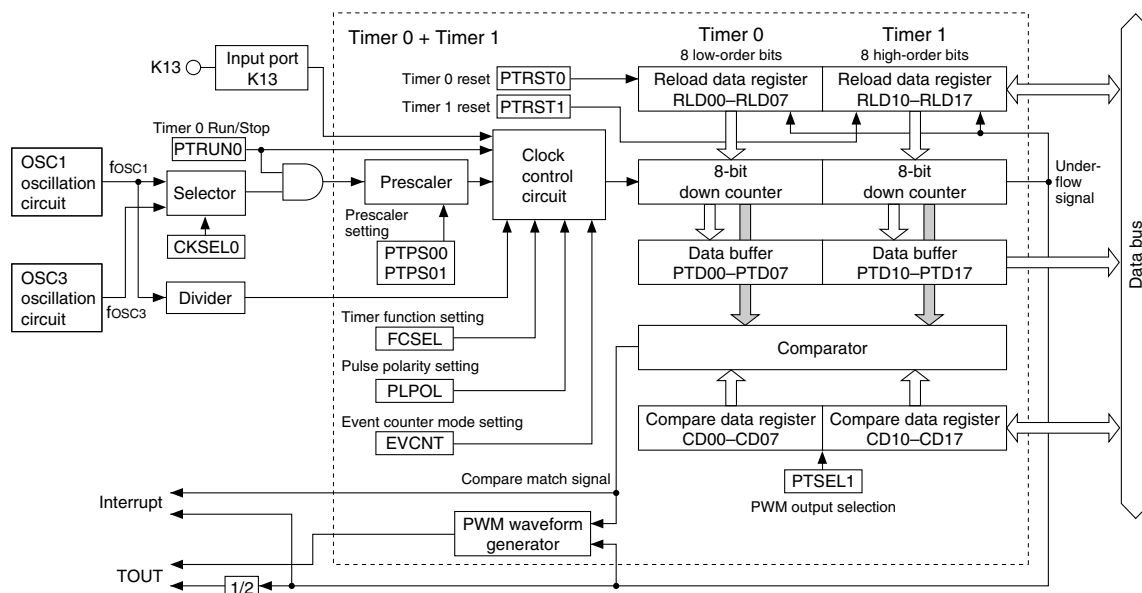 Timer 0 + Timer 1
Timer 0
8 low-order bits
Timer 1
8 high-order bits
K13
Input port
K13
Timer 0 reset
PTRST0
Timer 1 reset
PTRST1
Reload data register
RLD00–RLD07
Reload data register
RLD10–RLD17
Timer 0 Run/Stop
PTRUN0
OSC1
oscillation
circuit
fOSC1
Selector
CKSEL0
Prescaler
Prescaler
setting
PTPS00
PTPS01
Clock
control
circuit
8-bit
down counter
8-bit
down counter
Under-
flow
signal
Data bus
OSC3
oscillation
circuit
fOSC3
Divider
Data buffer
PTD00–PTD07
Data buffer
PTD10–PTD17
Timer function setting
FCSEL
Comparator
Pulse polarity setting
PLPOL
Event counter mode setting
EVCNT
Compare data register
CD00–CD07
Compare data register
CD10–CD17
PTSEL1
PWM output selection
Compare match signal
Interrupt
PWM waveform
generator
TOUT
1/2